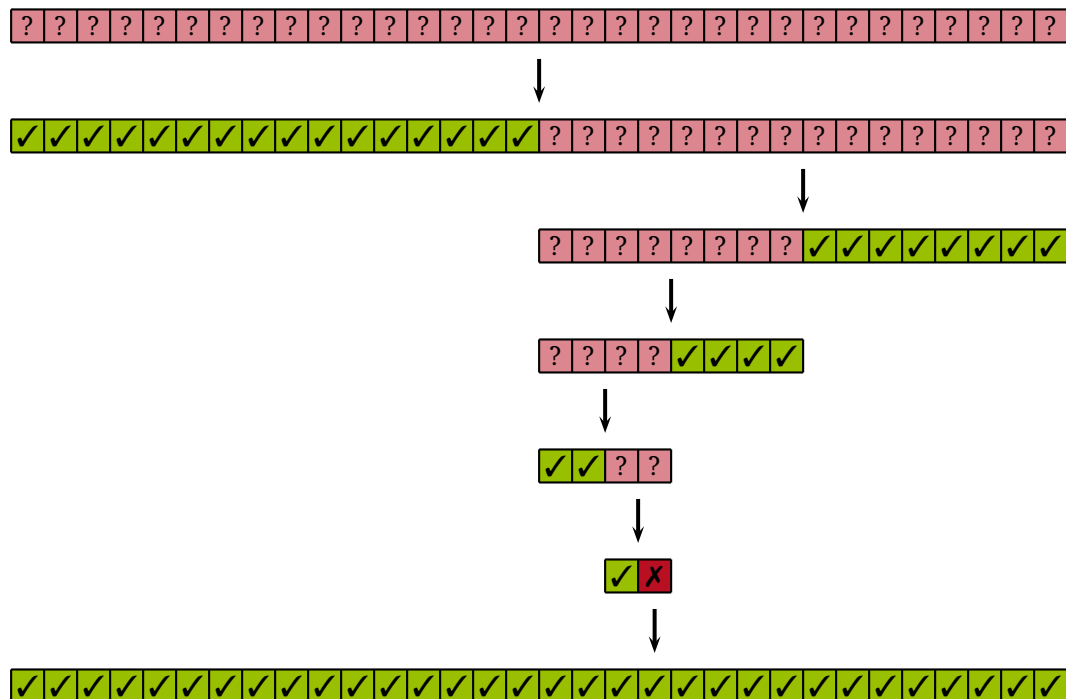 ? ? ? ? ? ? ? ? ? ? ? ? ? ? ? ? ? ? ? ? ? ? ? ? ? ? ? ? ? ? ? ?
✓ ✓ ✓ ✓ ✓ ✓ ✓ ✓ ✓ ✓ ✓ ✓ ✓ ✓ ✓ ✓ ? ? ? ? ? ? ? ? ? ? ? ? ? ? ? ?
? ? ? ? ? ? ? ? ✓ ✓ ✓ ✓ ✓ ✓ ✓ ✓
? ? ? ? ✓ ✓ ✓ ✓
✓ ✓ ? ?
✓ ✗
✓ ✓ ✓ ✓ ✓ ✓ ✓ ✓ ✓ ✓ ✓ ✓ ✓ ✓ ✓ ✓ ✓ ✓ ✓ ✓ ✓ ✓ ✓ ✓ ✓ ✓ ✓ ✓ ✓ ✓ ✓ ✓